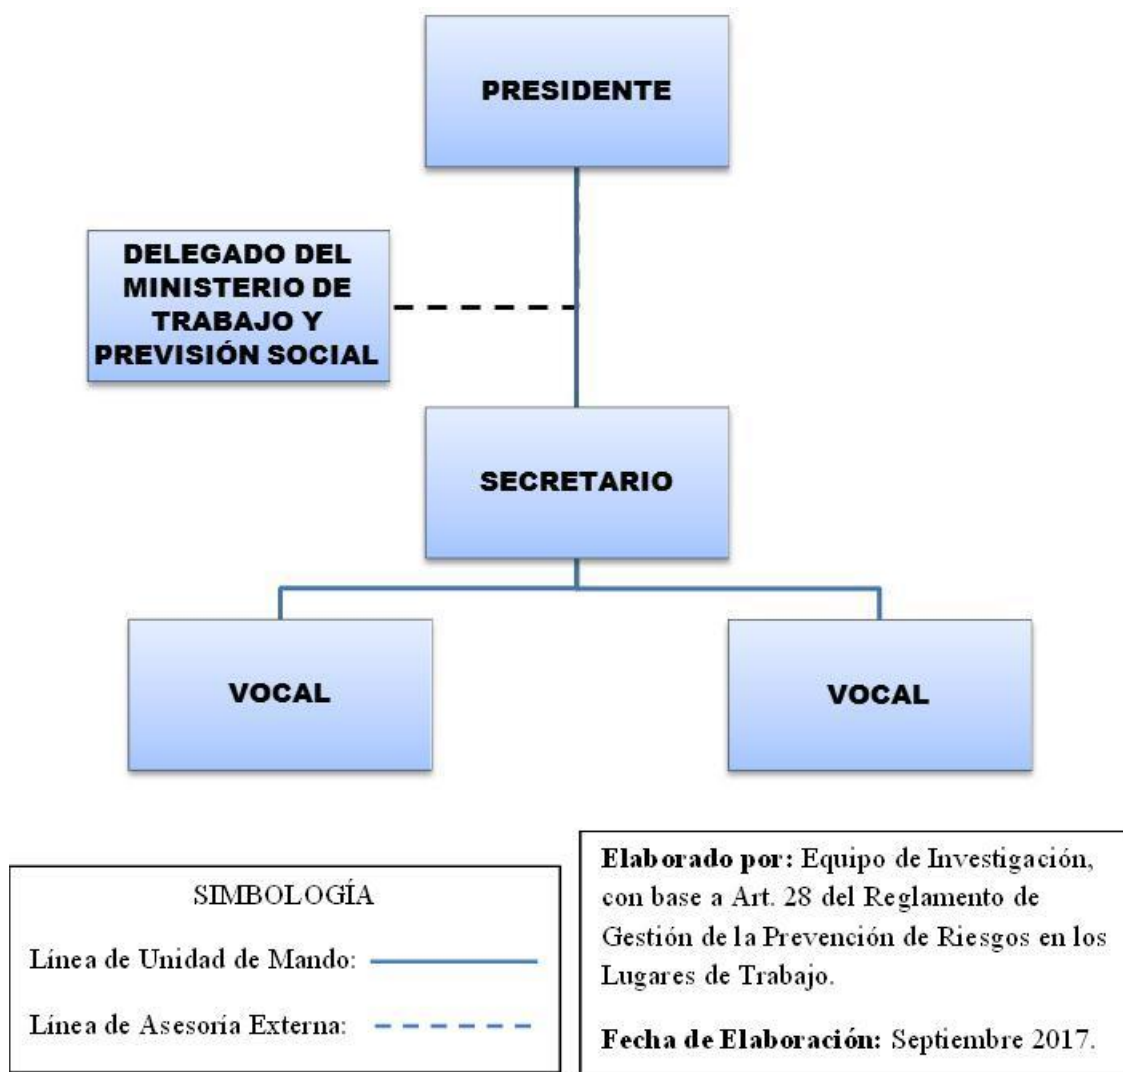 PRESIDENTE
DELEGADO DEL
MINISTERIO DE
TRABAJO Y
PREVISIÓN SOCIAL
SECRETARIO
VOCAL
VOCAL
SIMBOLOGÍA
Línea de Unidad de Mando:
Línea de Asesoría Externa:
Elaborado por: Equipo de Investigación,
con base a Art. 28 del Reglamento de
Gestión de la Prevención de Riesgos en los
Lugares de Trabajo.
Fecha de Elaboración: Septiembre 2017.